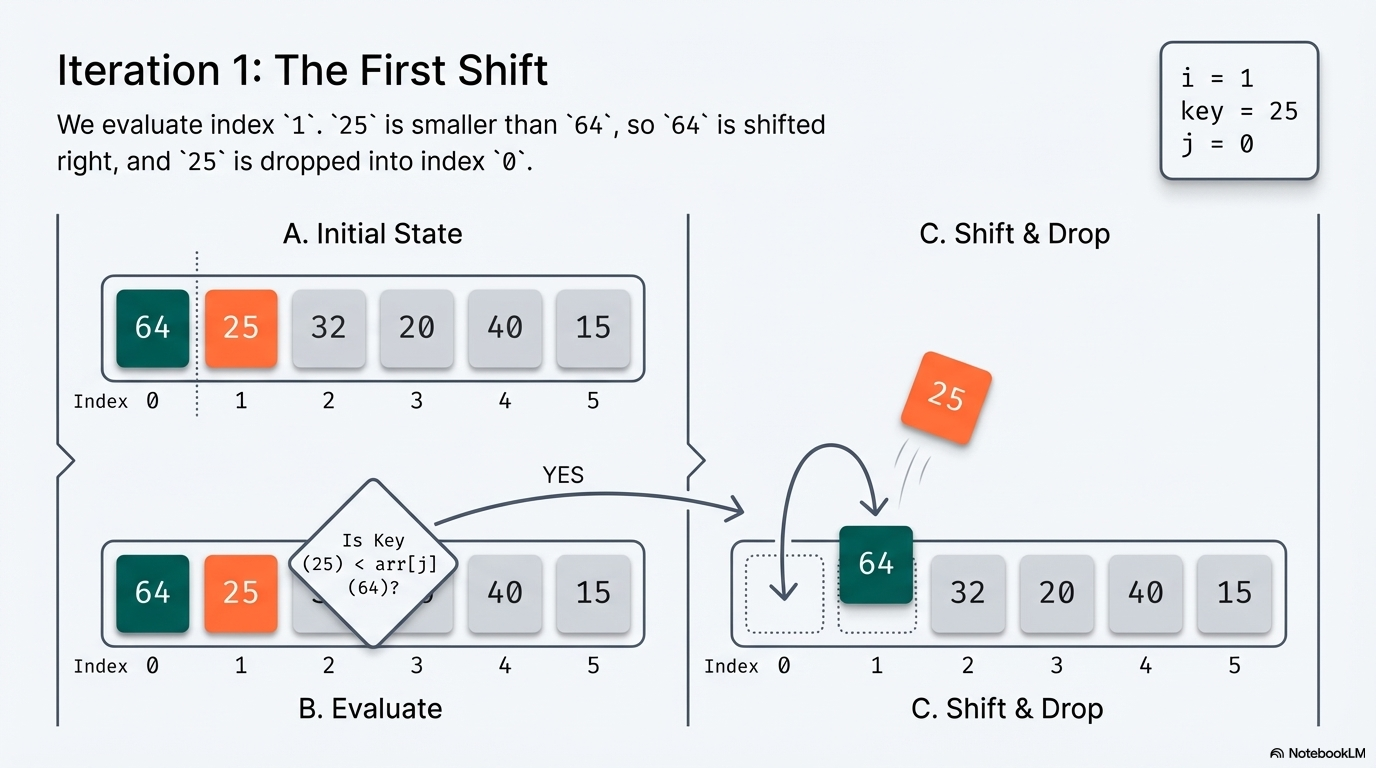 Iteration 1: The First Shift
We evaluate index `1`. `25` is smaller than `64`, so `64` is shifted
right, and `25` is dropped into index `0`.
i = 1
key = 25
j = 0
A. Initial State
64 25 32 20 40 15
Index 0 1 2 3 4 5
YES
Is Key
(25) < arr[j]
(64)?
64 25 40 15
Index 0 1 2 3 4 5
B. Evaluate
C. Shift & Drop
25
64 32 20 40 15
Index 0 1 2 3 4 5
C. Shift & Drop
NotebookLM